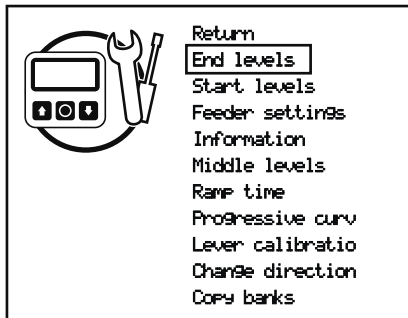 Return
End levels
Start levels
Feeder settings
Information
Middle levels
Ramp time
Progressive curv
Lever calibratio
Change direction
Copy banks